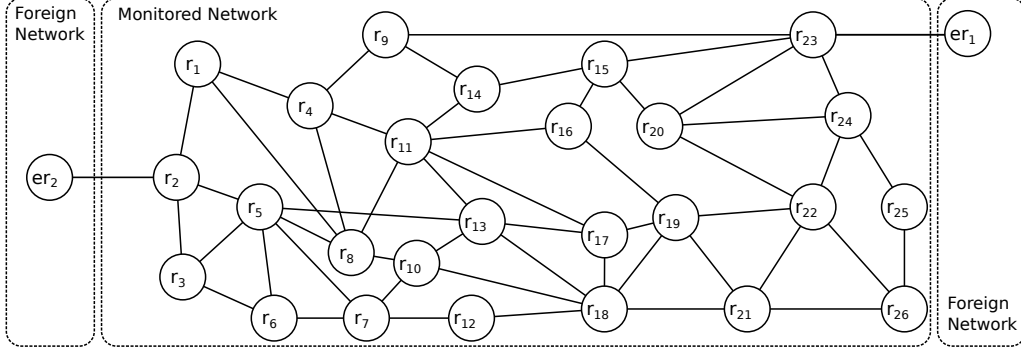 Foreign
Network
Monitored Network
Foreign
Network
er1
er2
r1
r2
r3
r4
r5
r6
r7
r8
r9
r10
r11
r12
r13
r14
r15
r16
r17
r18
r19
r20
r21
r22
r23
r24
r25
r26